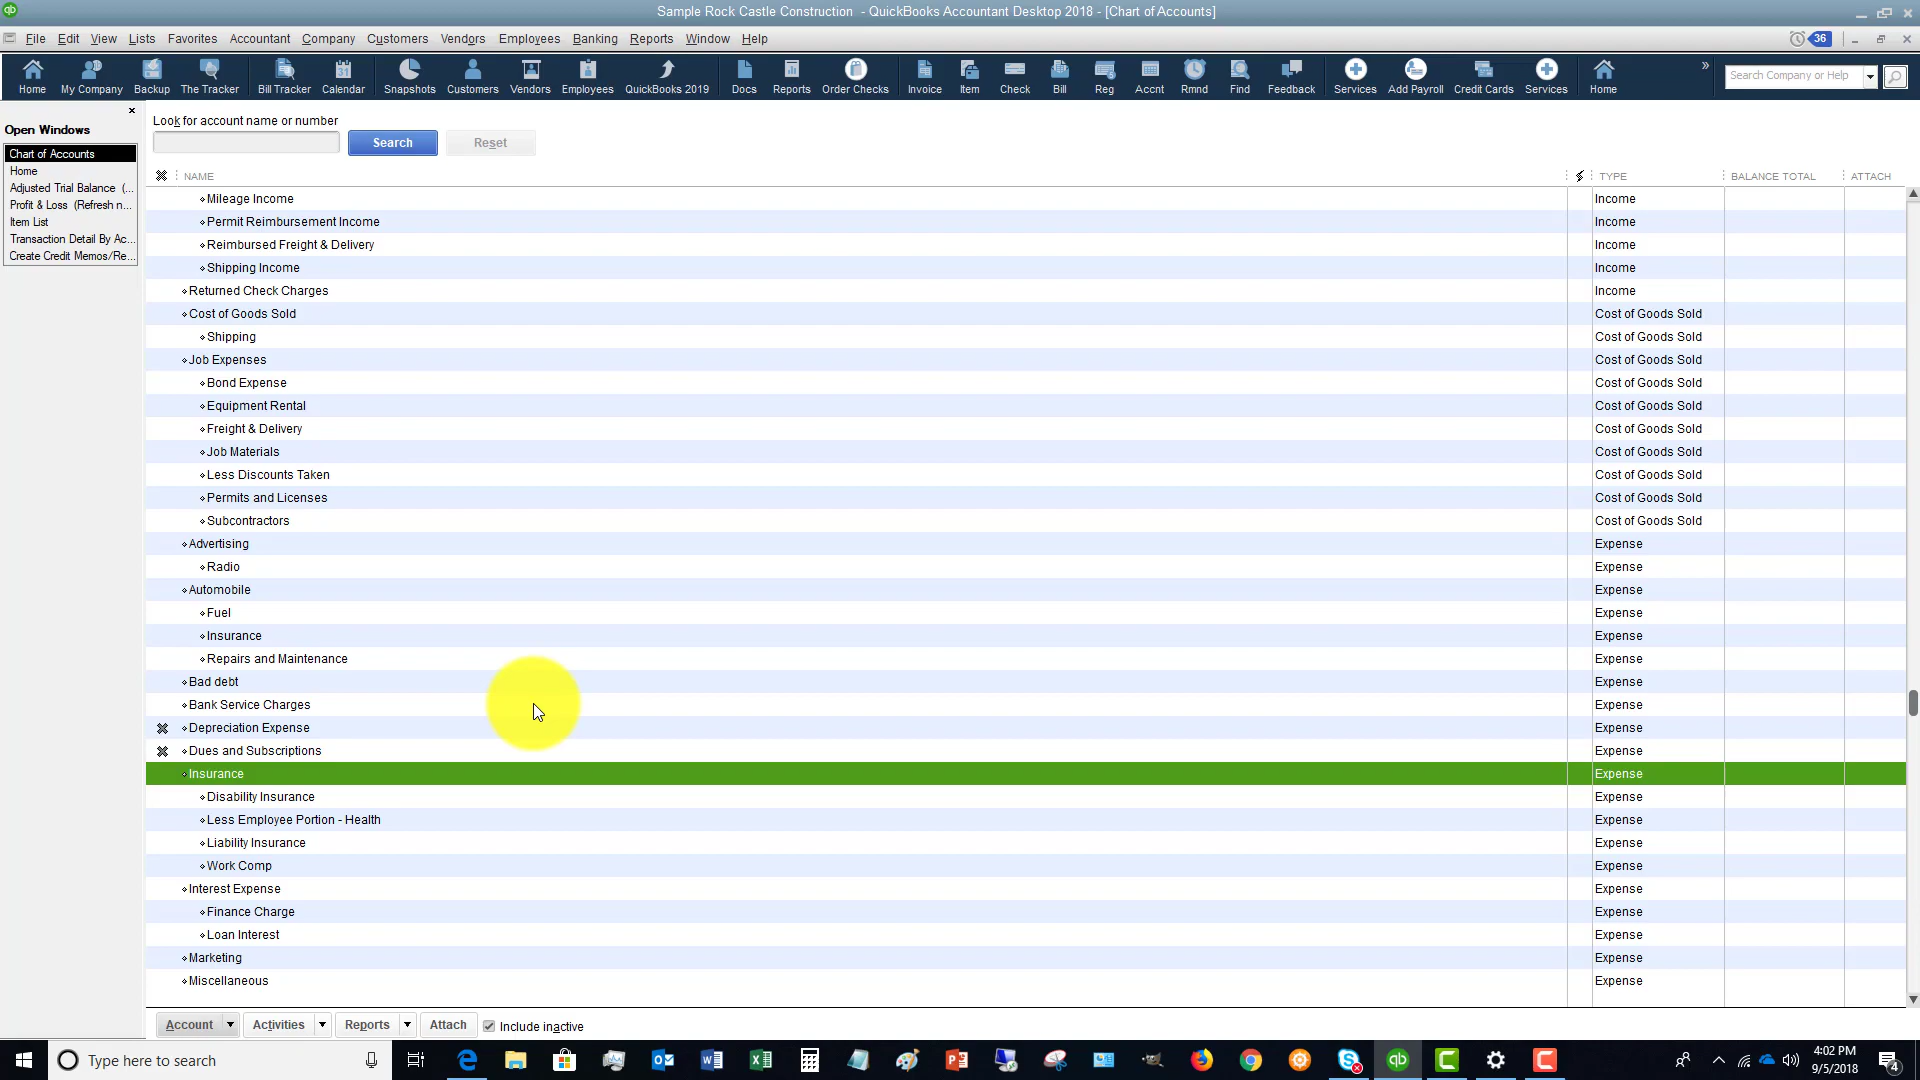 Sample Rock Castle Construction - QuickBooks Accountant Desktop 2018 - [Chart of Accounts]
File Edit View Lists Favorites Accountant Company Customers Vendors Employees Banking Reports Window Help
36
Home My Company Backup The Tracker Bill Tracker Calendar Snapshots Customers Vendors Employees QuickBooks 2019 Docs Reports Order Checks Invoice Item Check Bill Reg Accnt Rmnd Find Feedback Services Add Payroll Credit Cards Services Home
Search Company or Help
Open Windows
Chart of Accounts
Home
Adjusted Trial Balance (...
Profit & Loss (Refresh n...
Item List
Transaction Detail By Ac...
Create Credit Memos/Re...
Look for account name or number
Search Reset
NAME TYPE BALANCE TOTAL ATTACH
Mileage Income Income
Permit Reimbursement Income Income
Reimbursed Freight & Delivery Income
Shipping Income Income
Returned Check Charges Income
Cost of Goods Sold Cost of Goods Sold
Shipping Cost of Goods Sold
Job Expenses Cost of Goods Sold
Bond Expense Cost of Goods Sold
Equipment Rental Cost of Goods Sold
Freight & Delivery Cost of Goods Sold
Job Materials Cost of Goods Sold
Less Discounts Taken Cost of Goods Sold
Permits and Licenses Cost of Goods Sold
Subcontractors Cost of Goods Sold
Advertising Expense
Radio Expense
Automobile Expense
Fuel Expense
Insurance Expense
Repairs and Maintenance Expense
Bad debt Expense
Bank Service Charges Expense
Depreciation Expense Expense
Dues and Subscriptions Expense
Insurance Expense
Disability Insurance Expense
Less Employee Portion - Health Expense
Liability Insurance Expense
Work Comp Expense
Interest Expense Expense
Finance Charge Expense
Loan Interest Expense
Marketing Expense
Miscellaneous Expense
Account Activities Reports Attach Include inactive
Type here to search
4:02 PM
9/5/2018
4